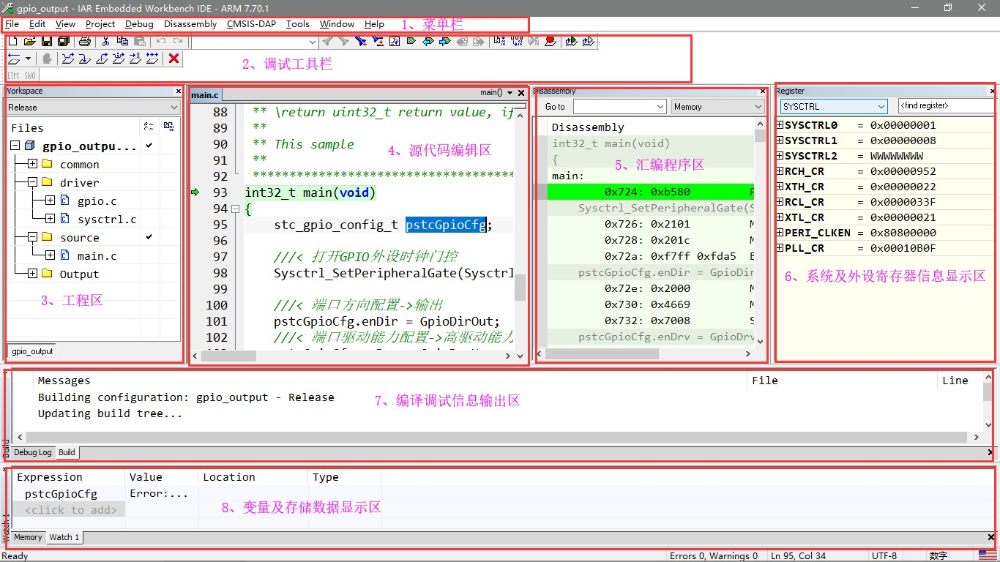 gpio_output - IAR Embedded Workbench IDE - ARM 7.70.1
File Edit View Project Debug Disassembly CMSIS-DAP Tools Window Help
1、菜单栏
2、调试工具栏
ETM SWO
Workspace
Release
Files
gpio_outpu...
common
driver
gpio.c
sysctrl.c
source
main.c
Output
3、工程区
gpio_output
main.c
main()
88 ** \return uint32_t return value, if
89 **
90 ** This sample
91 **
92 ************************************
93 int32_t main(void)
94 {
95 stc_gpio_config_t pstcGpioCfg;
96
97 ///< 打开GPIO外设时钟门控
98 Sysctrl_SetPeripheralGate(Sysctrl
99
100 ///< 端口方向配置->输出
101 pstcGpioCfg.enDir = GpioDirOut;
102 ///< 端口驱动能力配置->高驱动能力
4、源代码编辑区
Disassembly
Go to
Memory
Disassembly
int32_t main(void)
{
main:
0x724: 0xb580
Sysctrl_SetPeripheralGate(S
0x726: 0x2101
0x728: 0x201c
0x72a: 0xf7ff 0xfda5
pstcGpioCfg.enDir = GpioDir
0x72e: 0x2000
0x730: 0x4669
0x732: 0x7008
pstcGpioCfg.enDrv = GpioDrv
5、汇编程序区
Register
SYSCTRL
<find register>
SYSCTRL0 = 0x00000001
SYSCTRL1 = 0x00000008
SYSCTRL2 = WWWWWWWW
RCH_CR = 0x00000952
XTH_CR = 0x00000022
RCL_CR = 0x0000033F
XTL_CR = 0x00000021
PERI_CLKEN = 0x80800000
PLL_CR = 0x00010B0F
6、系统及外设寄存器信息显示区
Messages File Line
Building configuration: gpio_output - Release
Updating build tree...
7、编译调试信息输出区
Debug Log Build
Expression Value Location Type
pstcGpioCfg Error:...
<click to add>
8、变量及存储数据显示区
Memory Watch 1
Ready
Errors 0, Warnings 0 Ln 95, Col 34 UTF-8 数字